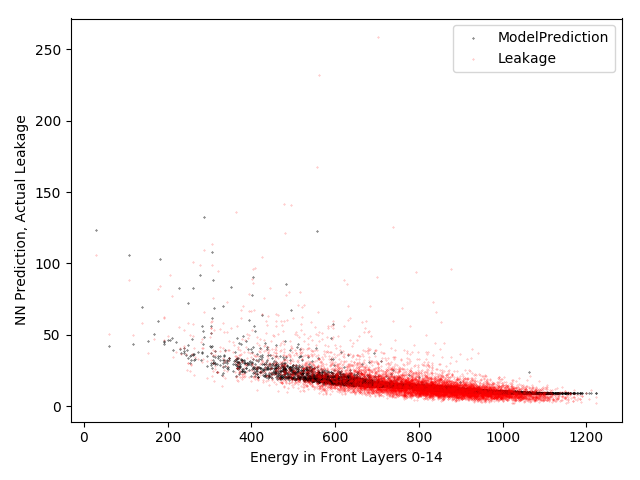 ModelPrediction
Leakage
NN Prediction, Actual Leakage
250
200
150
100
50
0
0 200 400 600 800 1000 1200
Energy in Front Layers 0-14